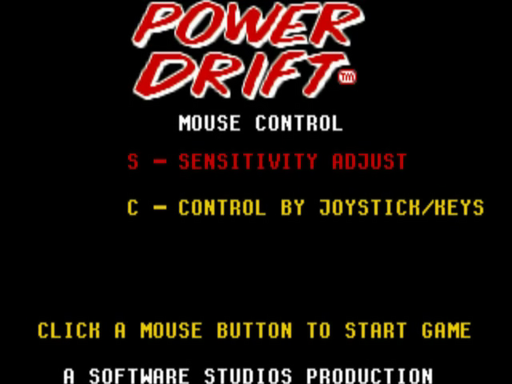 POWER
DRIFT TM
MOUSE CONTROL
S - SENSITIVITY ADJUST
C - CONTROL BY JOYSTICK/KEYS
CLICK A MOUSE BUTTON TO START GAME
A SOFTWARE STUDIOS PRODUCTION